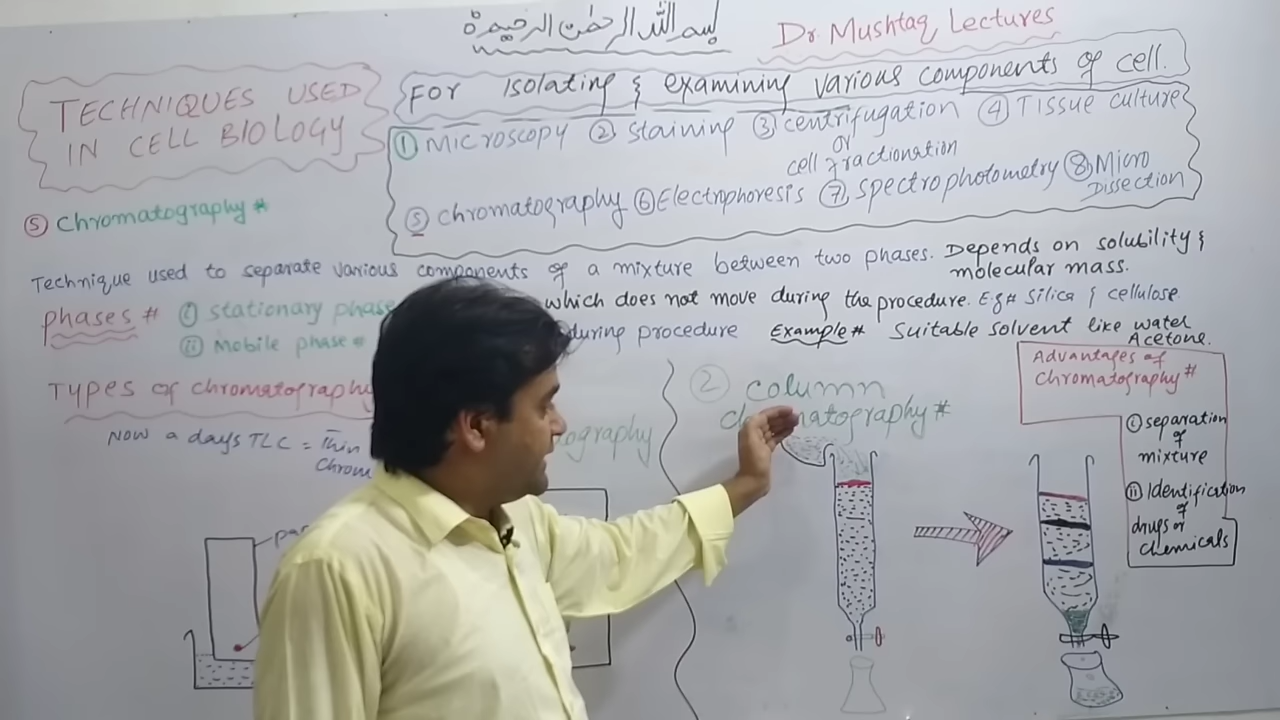 بسم اللہ الرحمٰن الرحیم
Dr Mushtaq Lectures
TECHNIQUES USED
IN CELL BIOLOGY
FOR Isolating & examining various components of cell.
① Microscopy ② Staining ③ centrifugation ④ Tissue culture
or
cell fractionation
⑤ chromatography ⑥ Electrophoresis ⑦ spectrophotometry ⑧ Micro
Dissection
⑤ Chromatography #
Technique used to separate various components of a mixture between two phases. Depends on solubility &
molecular mass.
phases # ⓘ stationary phase which does not move during the procedure. E.g # Silica & cellulose.
ⓘⓘ Mobile phase # during procedure Example # Suitable solvent like water
Acetone.
Types of chromatography
Now a days TLC = Thin
Chrom
tography
pa
② column
chromatography #
Advantages of
Chromatography #
ⓘ separation
of
mixture
ⓘⓘ Identification
of
drugs or
chemicals